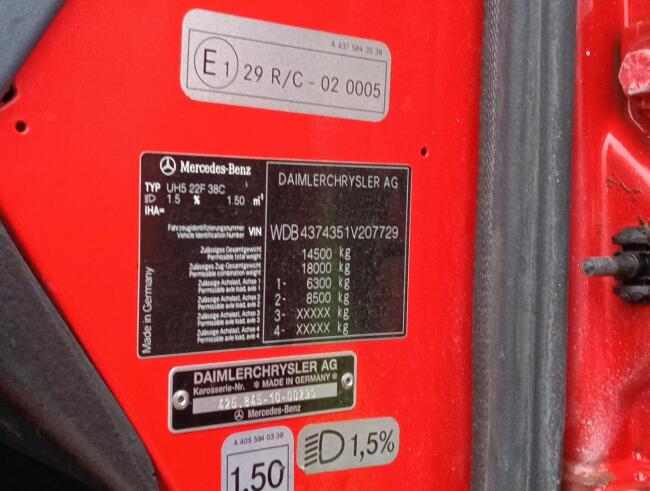 A 437 584 35 38
E1 29 R/C - 02 0005
Mercedes-Benz
TYP UH5 22F 38C
1.5 % 1.50 m
IHA=
DAIMLERCHRYSLER AG
Fahrzeugidentifizierungsnummer
Vehicle Identification Number VIN WDB4374351V207729
Zulässiges Gesamtgewicht
Permissible total weight 14500 kg
Zulässiges Zug-Gesamtgewicht
Permissible combination weight 18000 kg
Zulässige Achslast, Achse 1
Permissible axle load, axle 1 1- 6300 kg
Zulässige Achslast, Achse 2
Permissible axle load, axle 2 2- 8500 kg
Zulässige Achslast, Achse 3
Permissible axle load, axle 3 3- XXXXX kg
Zulässige Achslast, Achse 4
Permissible axle load, axle 4 4- XXXXX kg
Made in Germany
DAIMLERCHRYSLER AG
Karosserie-Nr. * MADE IN GERMANY *
Mercedes-Benz
A 405 584 03 39
1,50
1,5%